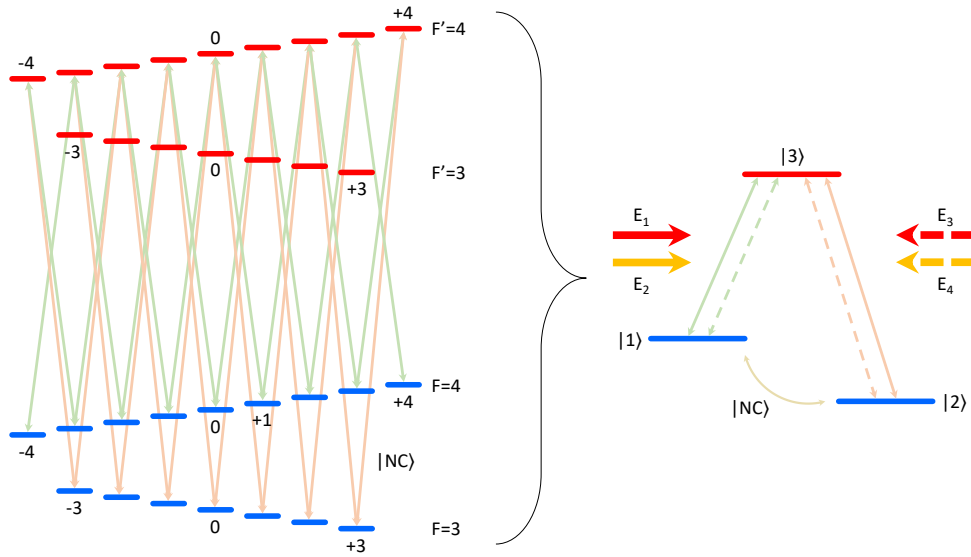 +4
F’=4
0
-4
-3
0
F’=3
+3
|3⟩
E1
E3
E2
E4
|1⟩
F=4
+4
+1
0
-4
|NC⟩
|2⟩
|NC⟩
-3
0
F=3
+3